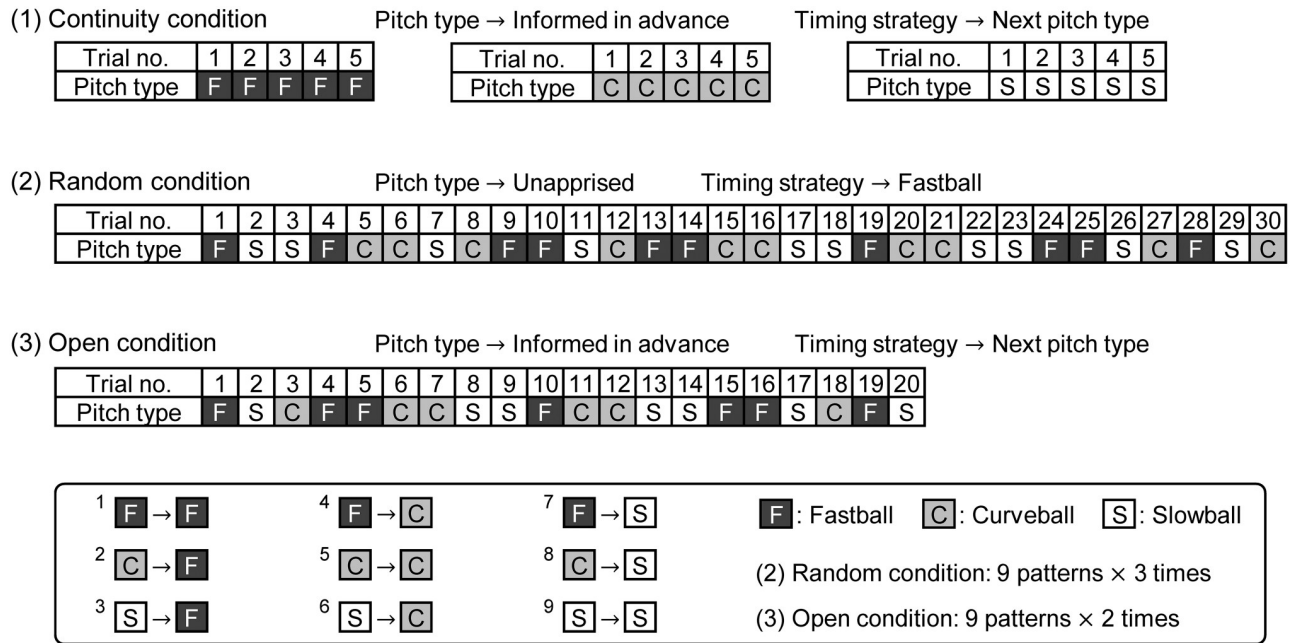 (1) Continuity condition Pitch type → Informed in advance Timing strategy → Next pitch type
Trial no. 1 2 3 4 5 Trial no. 1 2 3 4 5 Trial no. 1 2 3 4 5
Pitch type F F F F F Pitch type C C C C C Pitch type S S S S S
(2) Random condition Pitch type → Unapprised Timing strategy → Fastball
Trial no. 1 2 3 4 5 6 7 8 9 10 11 12 13 14 15 16 17 18 19 20 21 22 23 24 25 26 27 28 29 30
Pitch type F S S F C C S C F F S C F F C C S S F C C S S F F S C F S C
(3) Open condition Pitch type → Informed in advance Timing strategy → Next pitch type
Trial no. 1 2 3 4 5 6 7 8 9 10 11 12 13 14 15 16 17 18 19 20
Pitch type F S C F F C C S S F C C S S F F S C F S
1 F → F 4 F → C 7 F → S F : Fastball C : Curveball S : Slowball
2 C → F 5 C → C 8 C → S (2) Random condition: 9 patterns × 3 times
3 S → F 6 S → C 9 S → S (3) Open condition: 9 patterns × 2 times